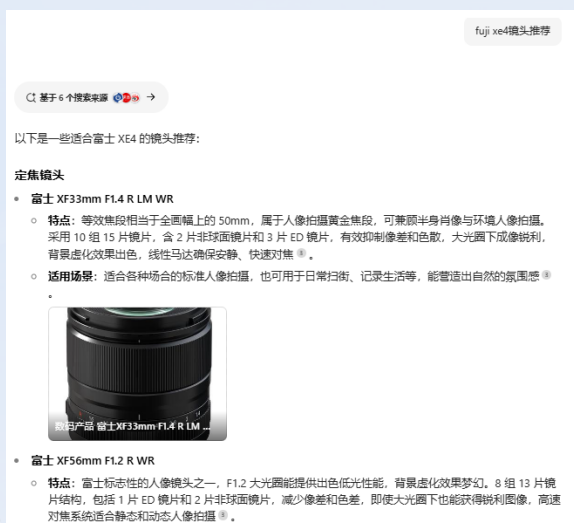 fuji xe4镜头推荐
基于 6 个搜索来源
以下是一些适合富士 XE4 的镜头推荐：
定焦镜头
富士 XF33mm F1.4 R LM WR
特点：等效焦段相当于全画幅上的 50mm，属于人像拍摄黄金焦段，可兼顾半身肖像与环境人像拍摄。
采用 10 组 15 片镜片，含 2 片非球面镜片和 3 片 ED 镜片，有效抑制像差和色散，大光圈下成像锐利，
背景虚化效果出色，线性马达确保安静、快速对焦。
适用场景：适合各种场合的标准人像拍摄，也可用于日常扫街、记录生活等，能营造出自然的氛围感
。
数码产品 富士XF33mm F1.4 R LM ...
富士 XF56mm F1.2 R WR
特点：富士标志性的人像镜头之一，F1.2 大光圈能提供出色低光性能，背景虚化效果梦幻。8 组 13 片镜
片结构，包括 1 片 ED 镜片和 2 片非球面镜片，减少像差和色差，即使大光圈下也能获得锐利图像，高速
对焦系统适合静态和动态人像拍摄。